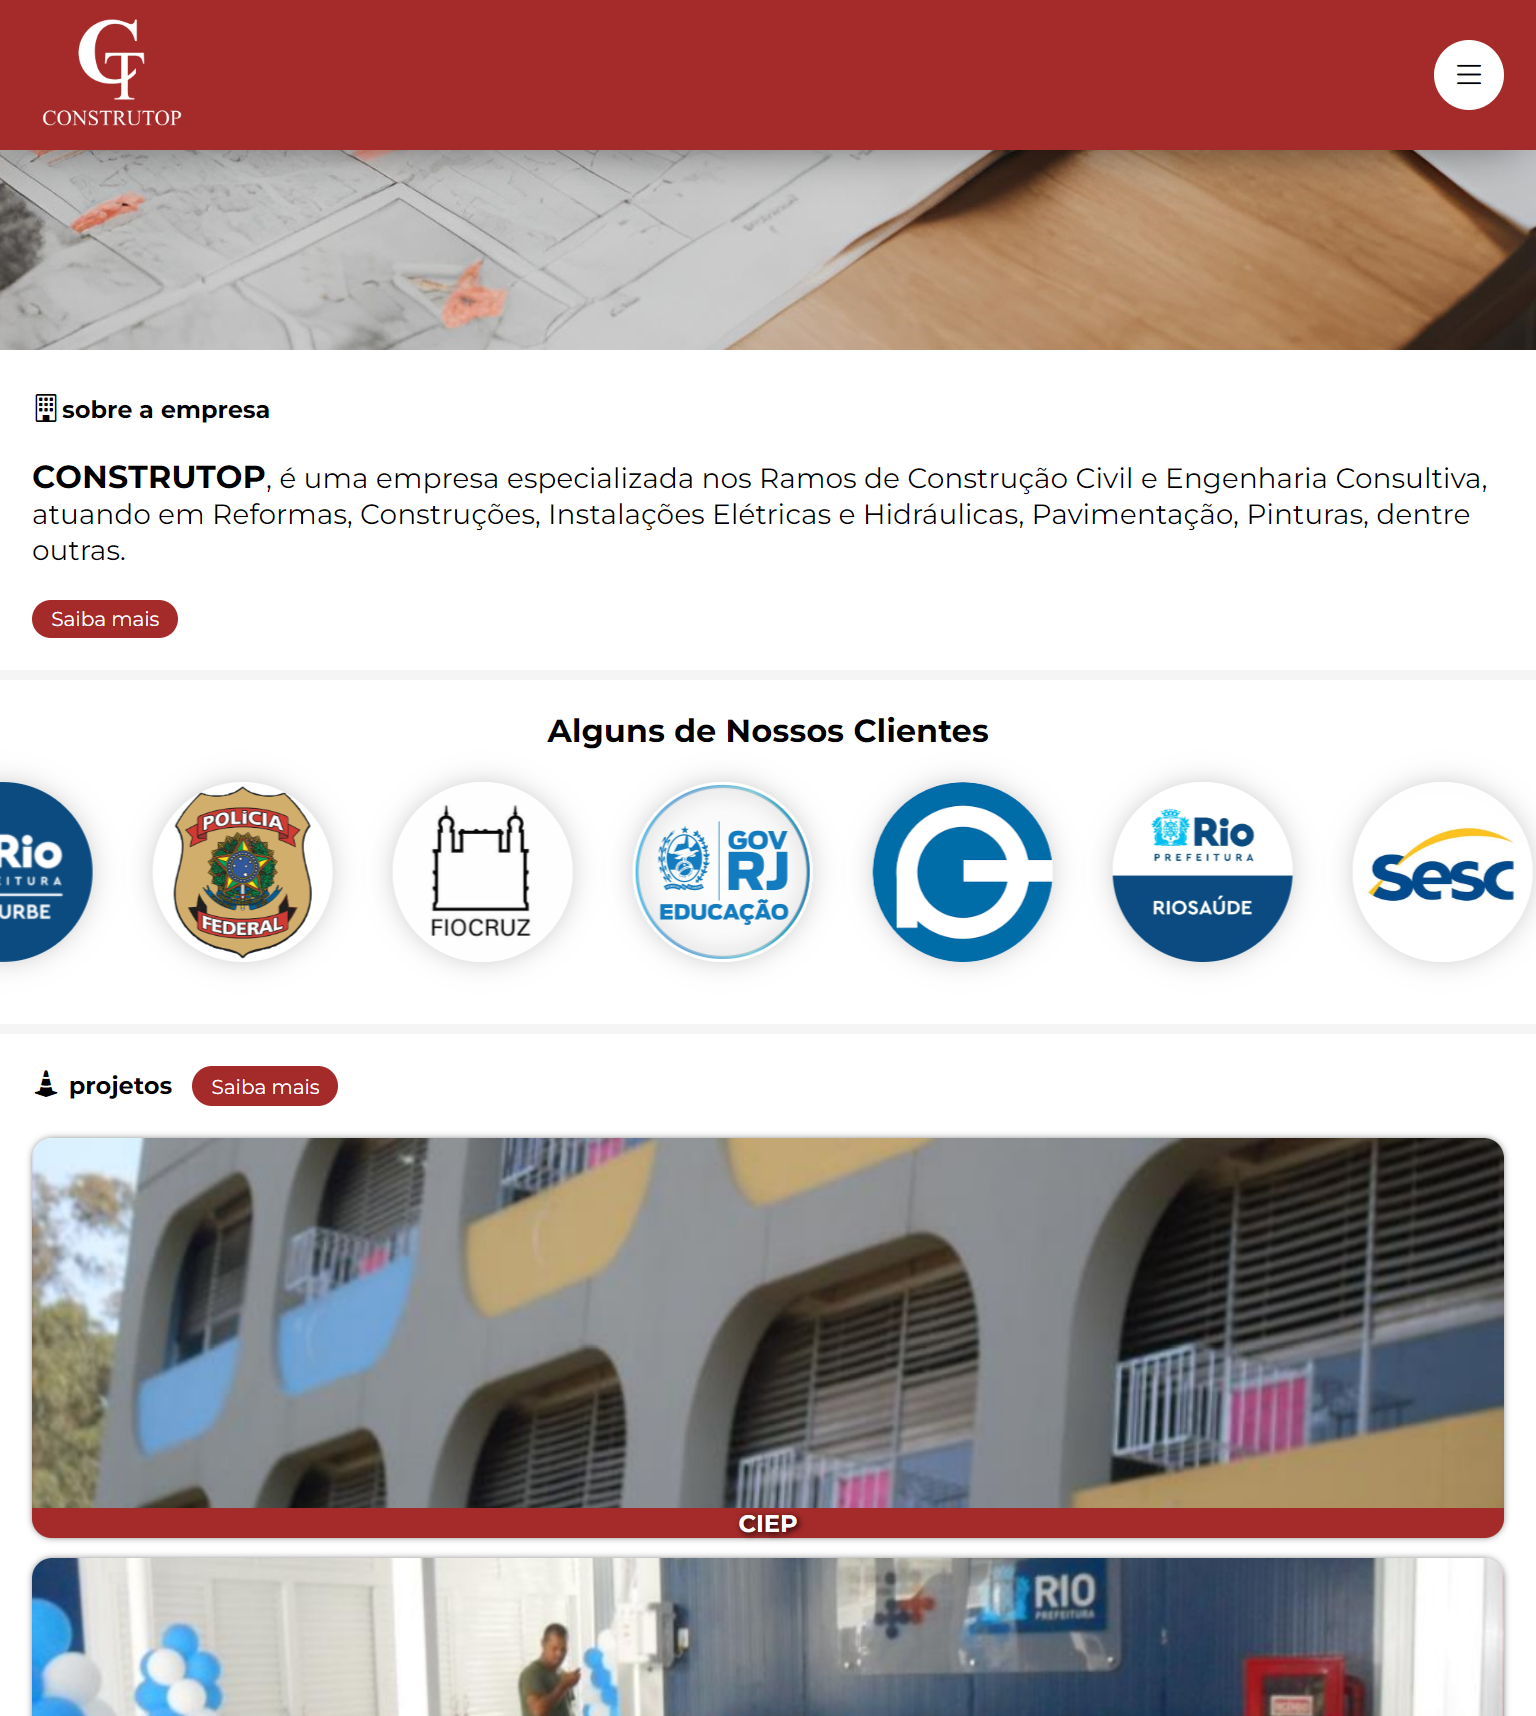 CT
CONSTRUTOP
sobre a empresa
CONSTRUTOP, é uma empresa especializada nos Ramos de Construção Civil e Engenharia Consultiva,
atuando em Reformas, Construções, Instalações Elétricas e Hidráulicas, Pavimentação, Pinturas, dentre
outras.
Saiba mais
Alguns de Nossos Clientes
Rio
EITURA
URBE
POLÍCIA
FEDERAL
FIOCRUZ
GOV
RJ
EDUCAÇÃO
Rio
PREFEITURA
RIOSAÚDE
Sesc
projetos
Saiba mais
CIEP
RIO
PREFEITURA